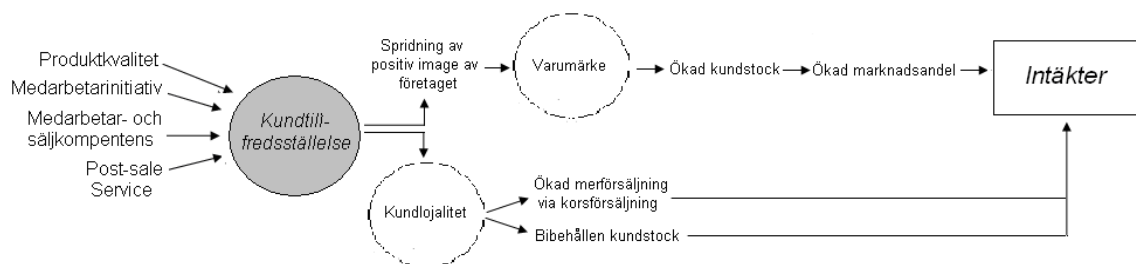 Produktkvalitet
Medarbetarinitiativ
Medarbetar- och
säljkompentens
Post-sale
Service
Kundtill-
fredsställelse
Spridning av
positiv image av
företaget
Varumärke
Ökad kundstock
Ökad marknadsandel
Intäkter
Kundlojalitet
Ökad merförsäljning
via korsförsäljning
Bibehållen kundstock